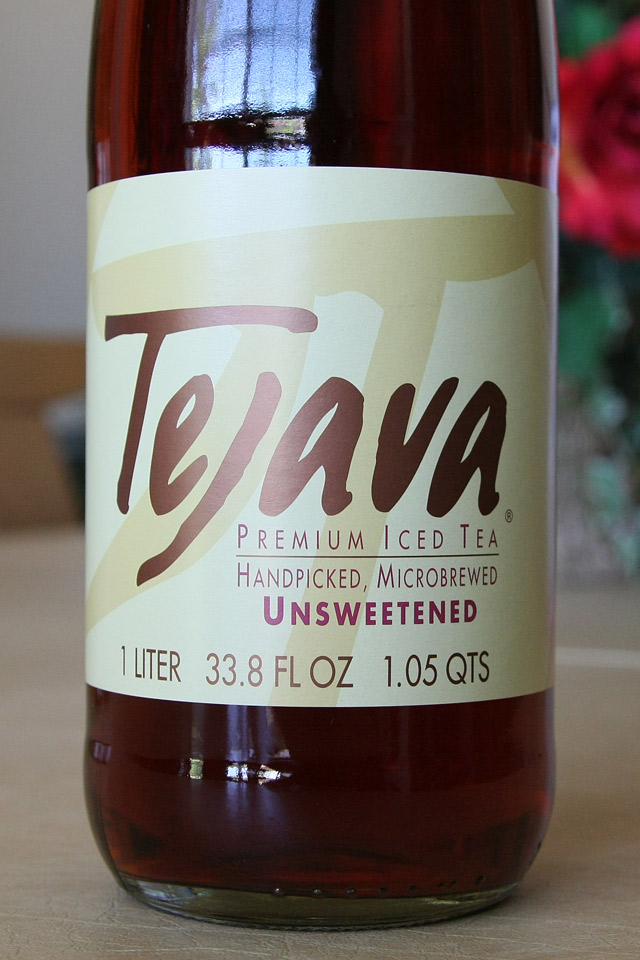 Tejava®
PREMIUM ICED TEA
HANDPICKED, MICROBREWED
UNSWEETENED
1 LITER 33.8 FL OZ 1.05 QTS